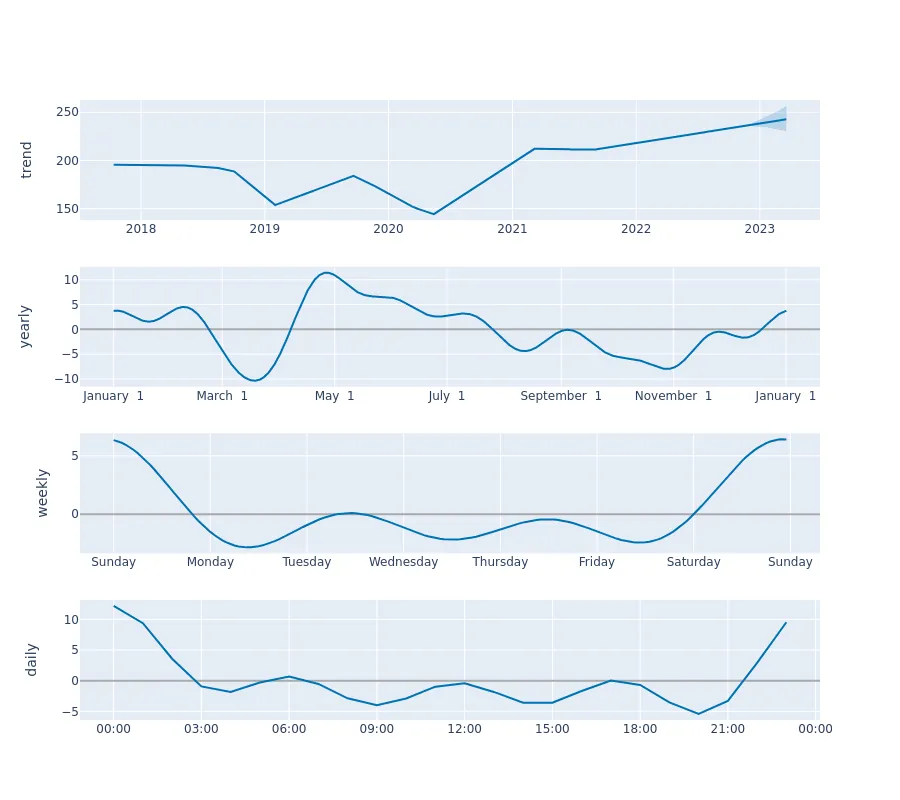 trend
250
200
150
2018 2019 2020 2021 2022 2023
yearly
10
5
0
−5
−10
January 1 March 1 May 1 July 1 September 1 November 1 January 1
weekly
5
0
Sunday Monday Tuesday Wednesday Thursday Friday Saturday Sunday
daily
10
5
0
−5
00:00 03:00 06:00 09:00 12:00 15:00 18:00 21:00 00:00